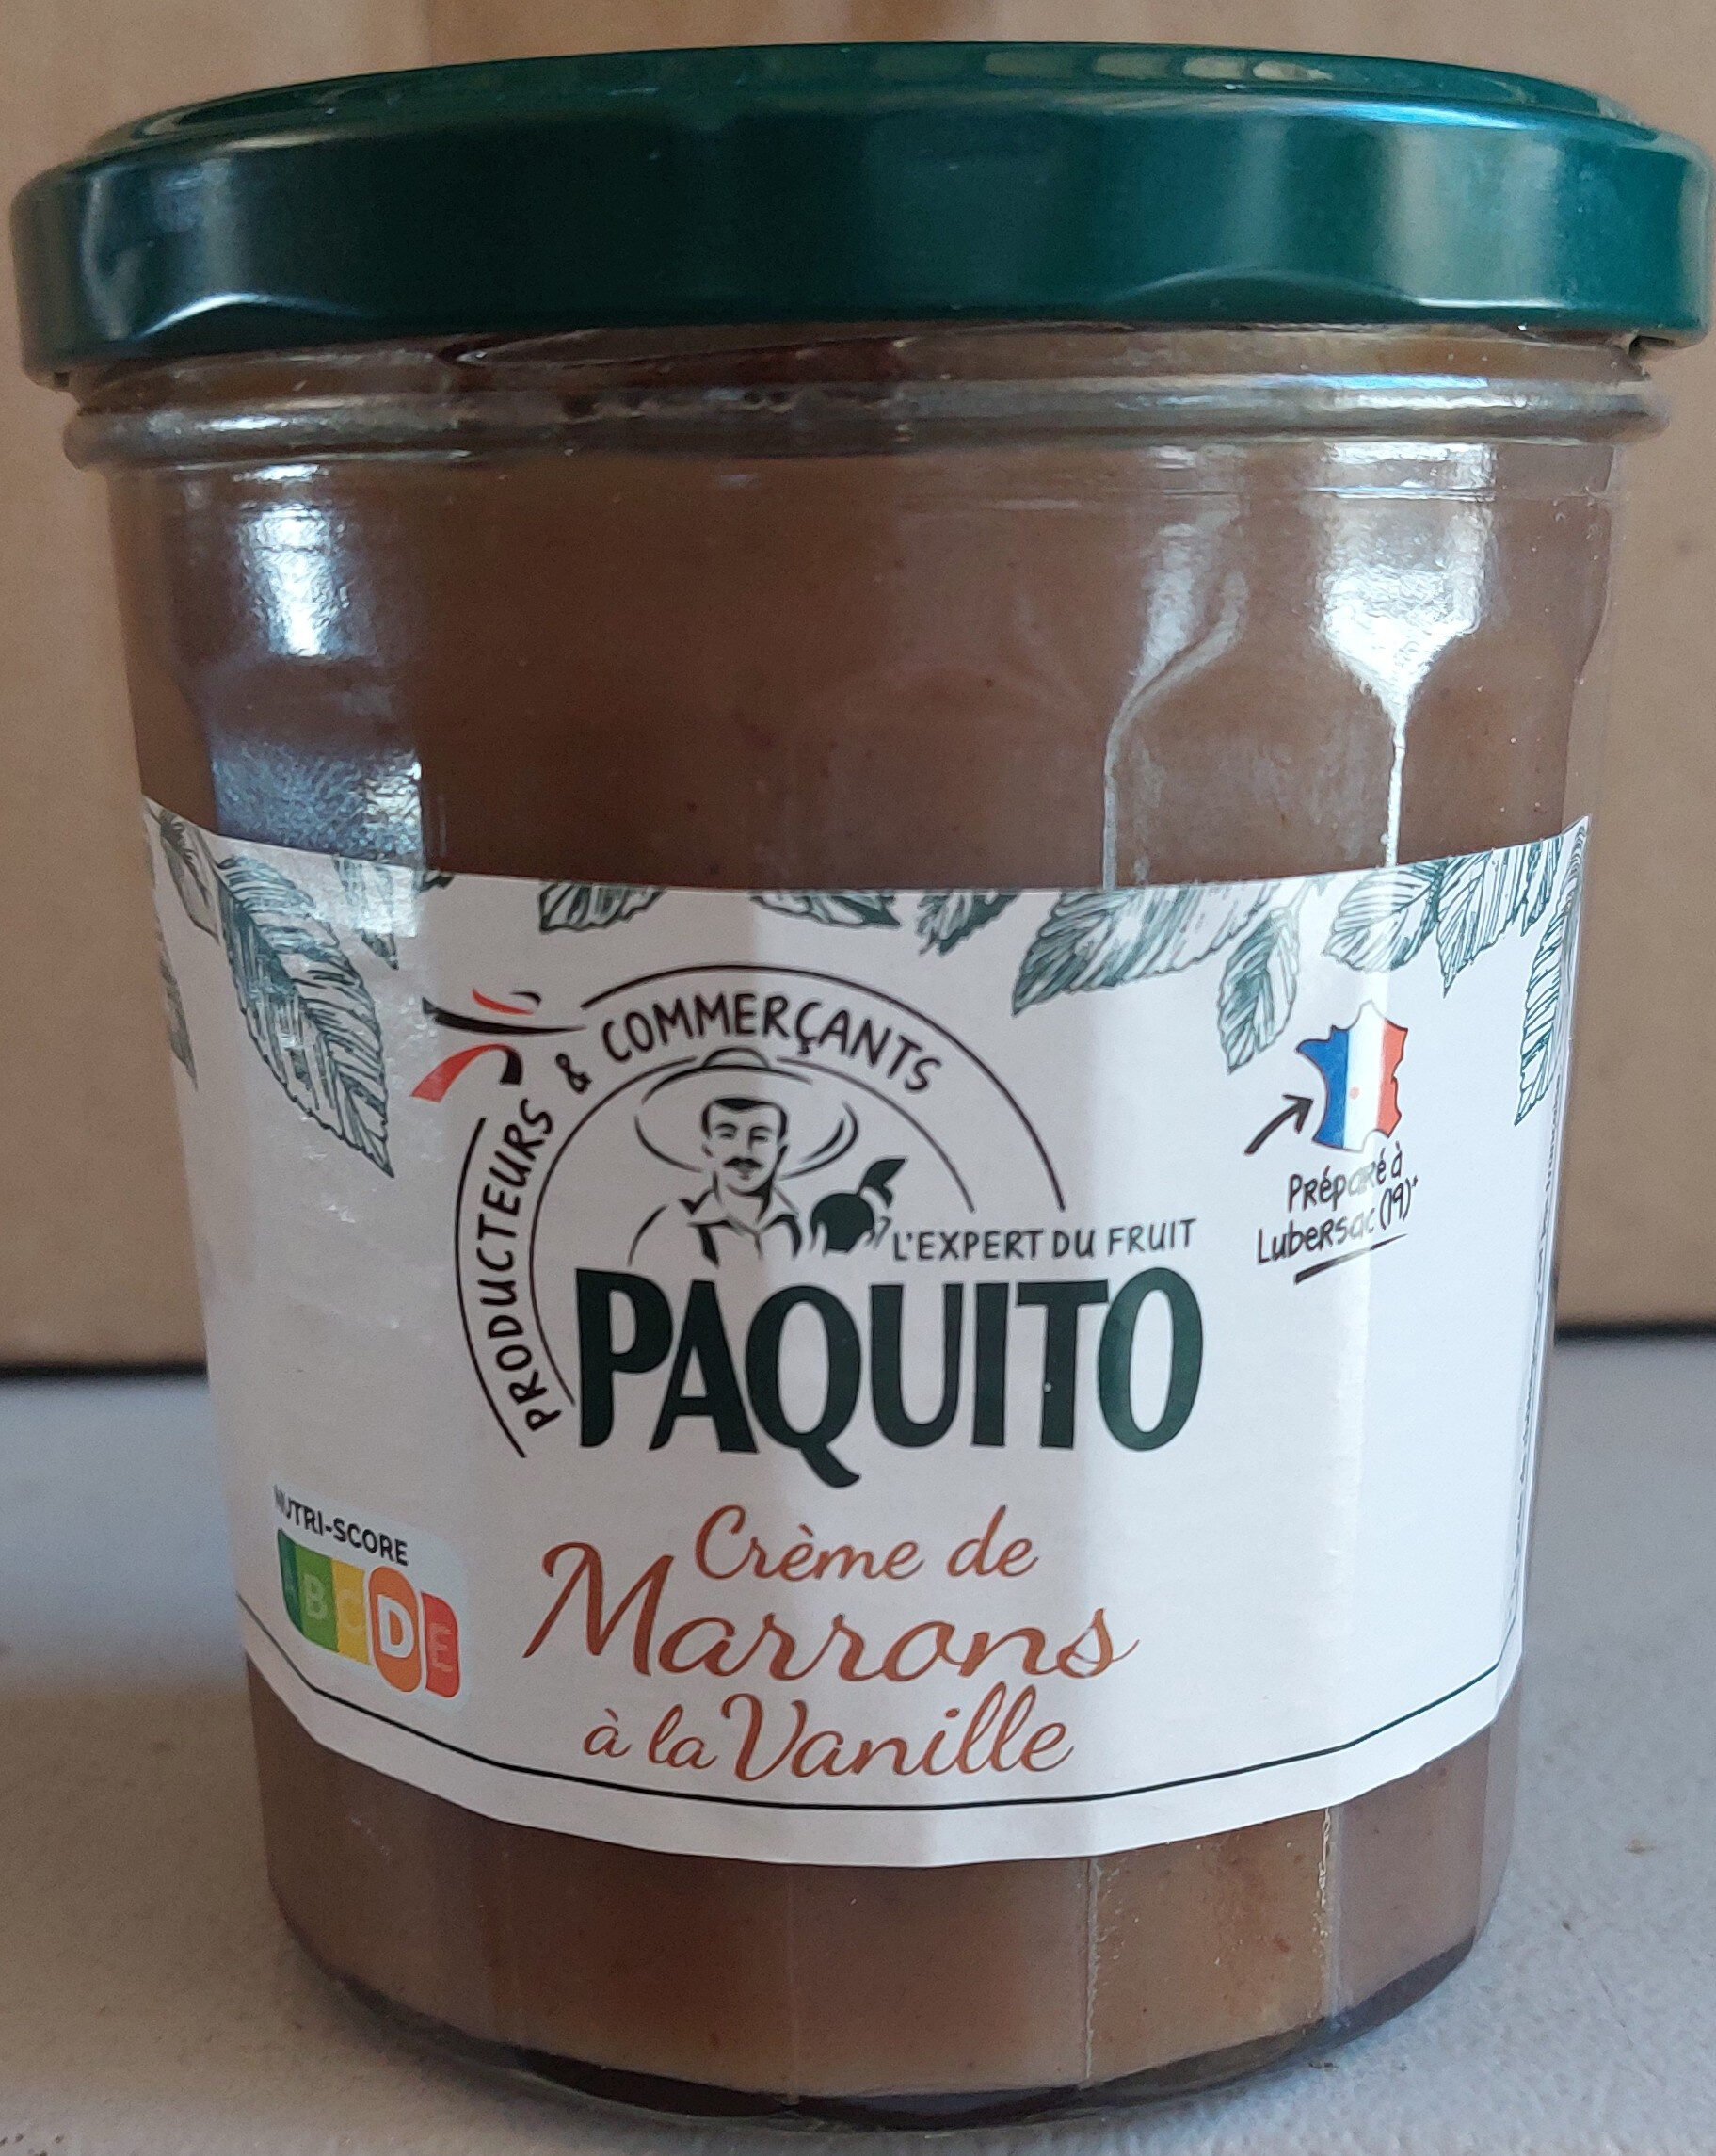 PRODUCTEURS & COMMERÇANTS
L'EXPERT DU FRUIT
PAQUITO
Préparé à
Lubersac (19)*
NUTRI-SCORE
A B C D E
Crème de
Marrons
à la Vanille